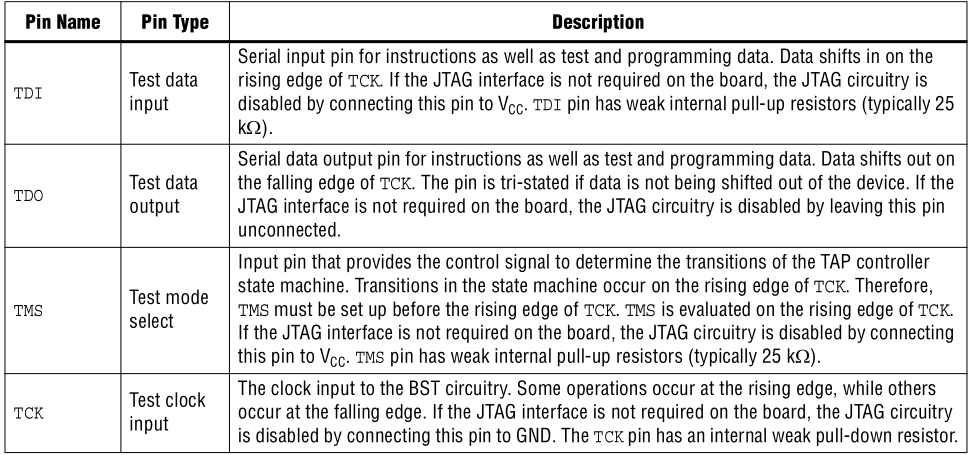 Pin Name Pin Type Description
TDI
Test data
input
Serial input pin for instructions as well as test and programming data. Data shifts in on the
rising edge of TCK. If the JTAG interface is not required on the board, the JTAG circuitry is
disabled by connecting this pin to VCC. TDI pin has weak internal pull-up resistors (typically 25
kΩ).
TDO
Test data
output
Serial data output pin for instructions as well as test and programming data. Data shifts out on
the falling edge of TCK. The pin is tri-stated if data is not being shifted out of the device. If the
JTAG interface is not required on the board, the JTAG circuitry is disabled by leaving this pin
unconnected.
TMS
Test mode
select
Input pin that provides the control signal to determine the transitions of the TAP controller
state machine. Transitions in the state machine occur on the rising edge of TCK. Therefore,
TMS must be set up before the rising edge of TCK. TMS is evaluated on the rising edge of TCK.
If the JTAG interface is not required on the board, the JTAG circuitry is disabled by connecting
this pin to VCC. TMS pin has weak internal pull-up resistors (typically 25 kΩ).
TCK
Test clock
input
The clock input to the BST circuitry. Some operations occur at the rising edge, while others
occur at the falling edge. If the JTAG interface is not required on the board, the JTAG circuitry
is disabled by connecting this pin to GND. The TCK pin has an internal weak pull-down resistor.